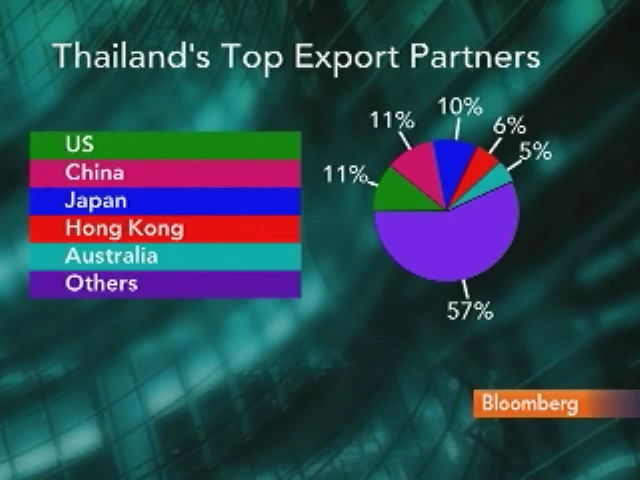 Thailand's Top Export Partners
US
China
Japan
Hong Kong
Australia
Others
11%
11%
10%
6%
5%
57%
Bloomberg